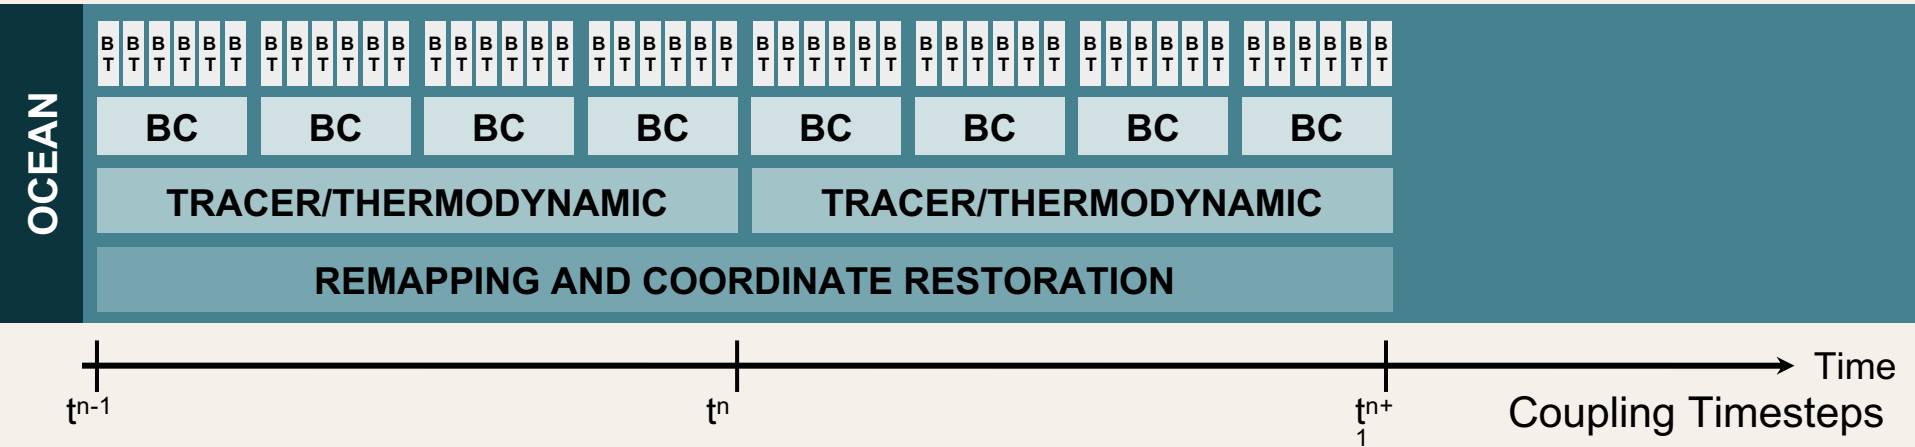 OCEAN
B B B B B B B B B B B B B B B B B B B B B B B B B B B B B B B B B B B B B B B B B B B B B B B B
T T T T T T T T T T T T T T T T T T T T T T T T T T T T T T T T T T T T T T T T T T T T T T T T
BC BC BC BC BC BC BC BC
TRACER/THERMODYNAMIC TRACER/THERMODYNAMIC
REMAPPING AND COORDINATE RESTORATION
Time
tn-1 tn tn+
1
Coupling Timesteps